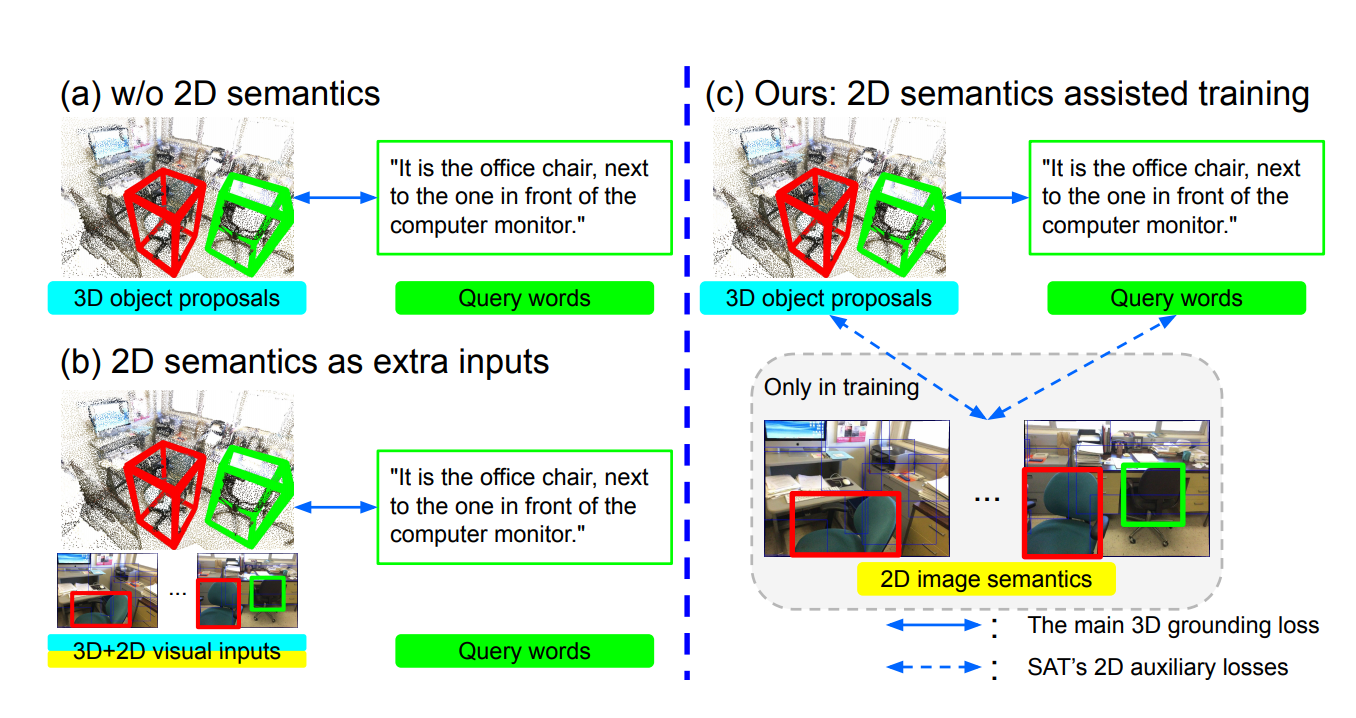 (a) w/o 2D semantics
"It is the office chair, next
to the one in front of the
computer monitor."
3D object proposals
Query words
(b) 2D semantics as extra inputs
"It is the office chair, next
to the one in front of the
computer monitor."
...
3D+2D visual inputs
Query words
(c) Ours: 2D semantics assisted training
"It is the office chair, next
to the one in front of the
computer monitor."
3D object proposals
Query words
Only in training
...
2D image semantics
: The main 3D grounding loss
: SAT's 2D auxiliary losses